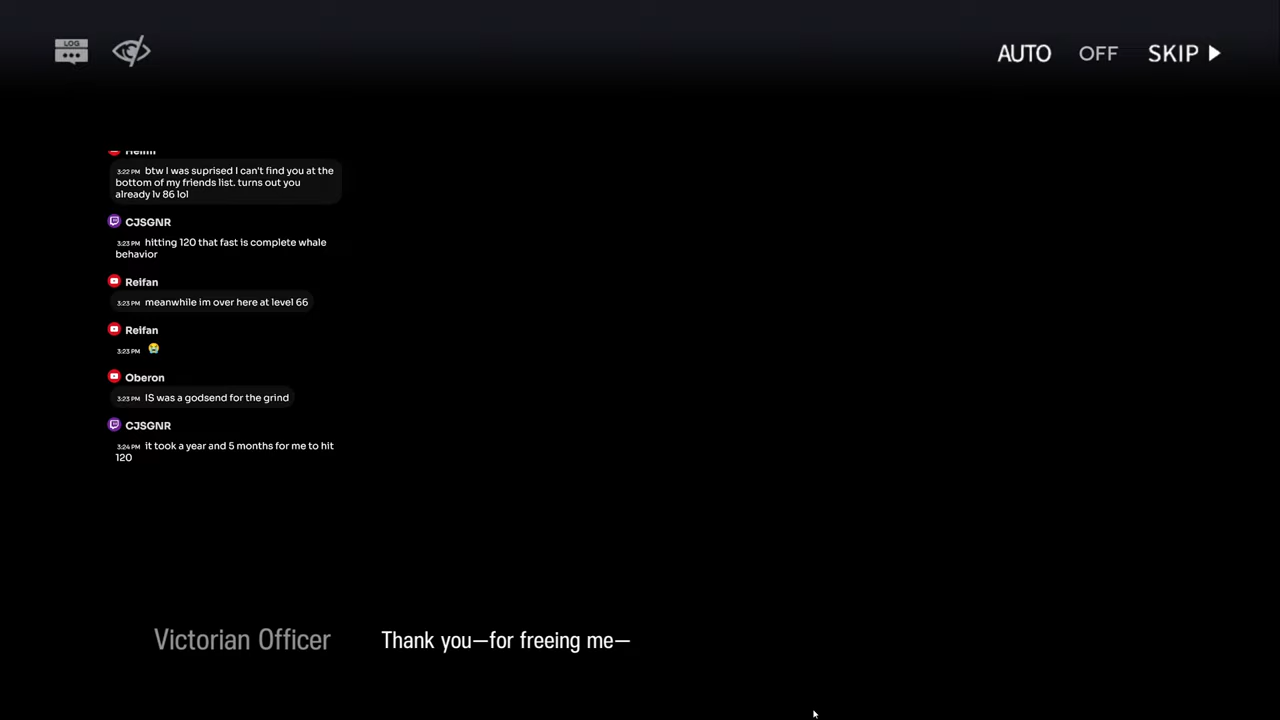 LOG
AUTO
OFF
SKIP
3:22 PM btw I was suprised I can't find you at the
bottom of my friends list. turns out you
already lv 86 lol
CJSGNR
3:23 PM hitting 120 that fast is complete whale
behavior
Reifan
3:23 PM meanwhile im over here at level 66
Reifan
3:23 PM 😭
Oberon
3:23 PM IS was a godsend for the grind
CJSGNR
3:24 PM it took a year and 5 months for me to hit
120
Victorian Officer
Thank you—for freeing me—